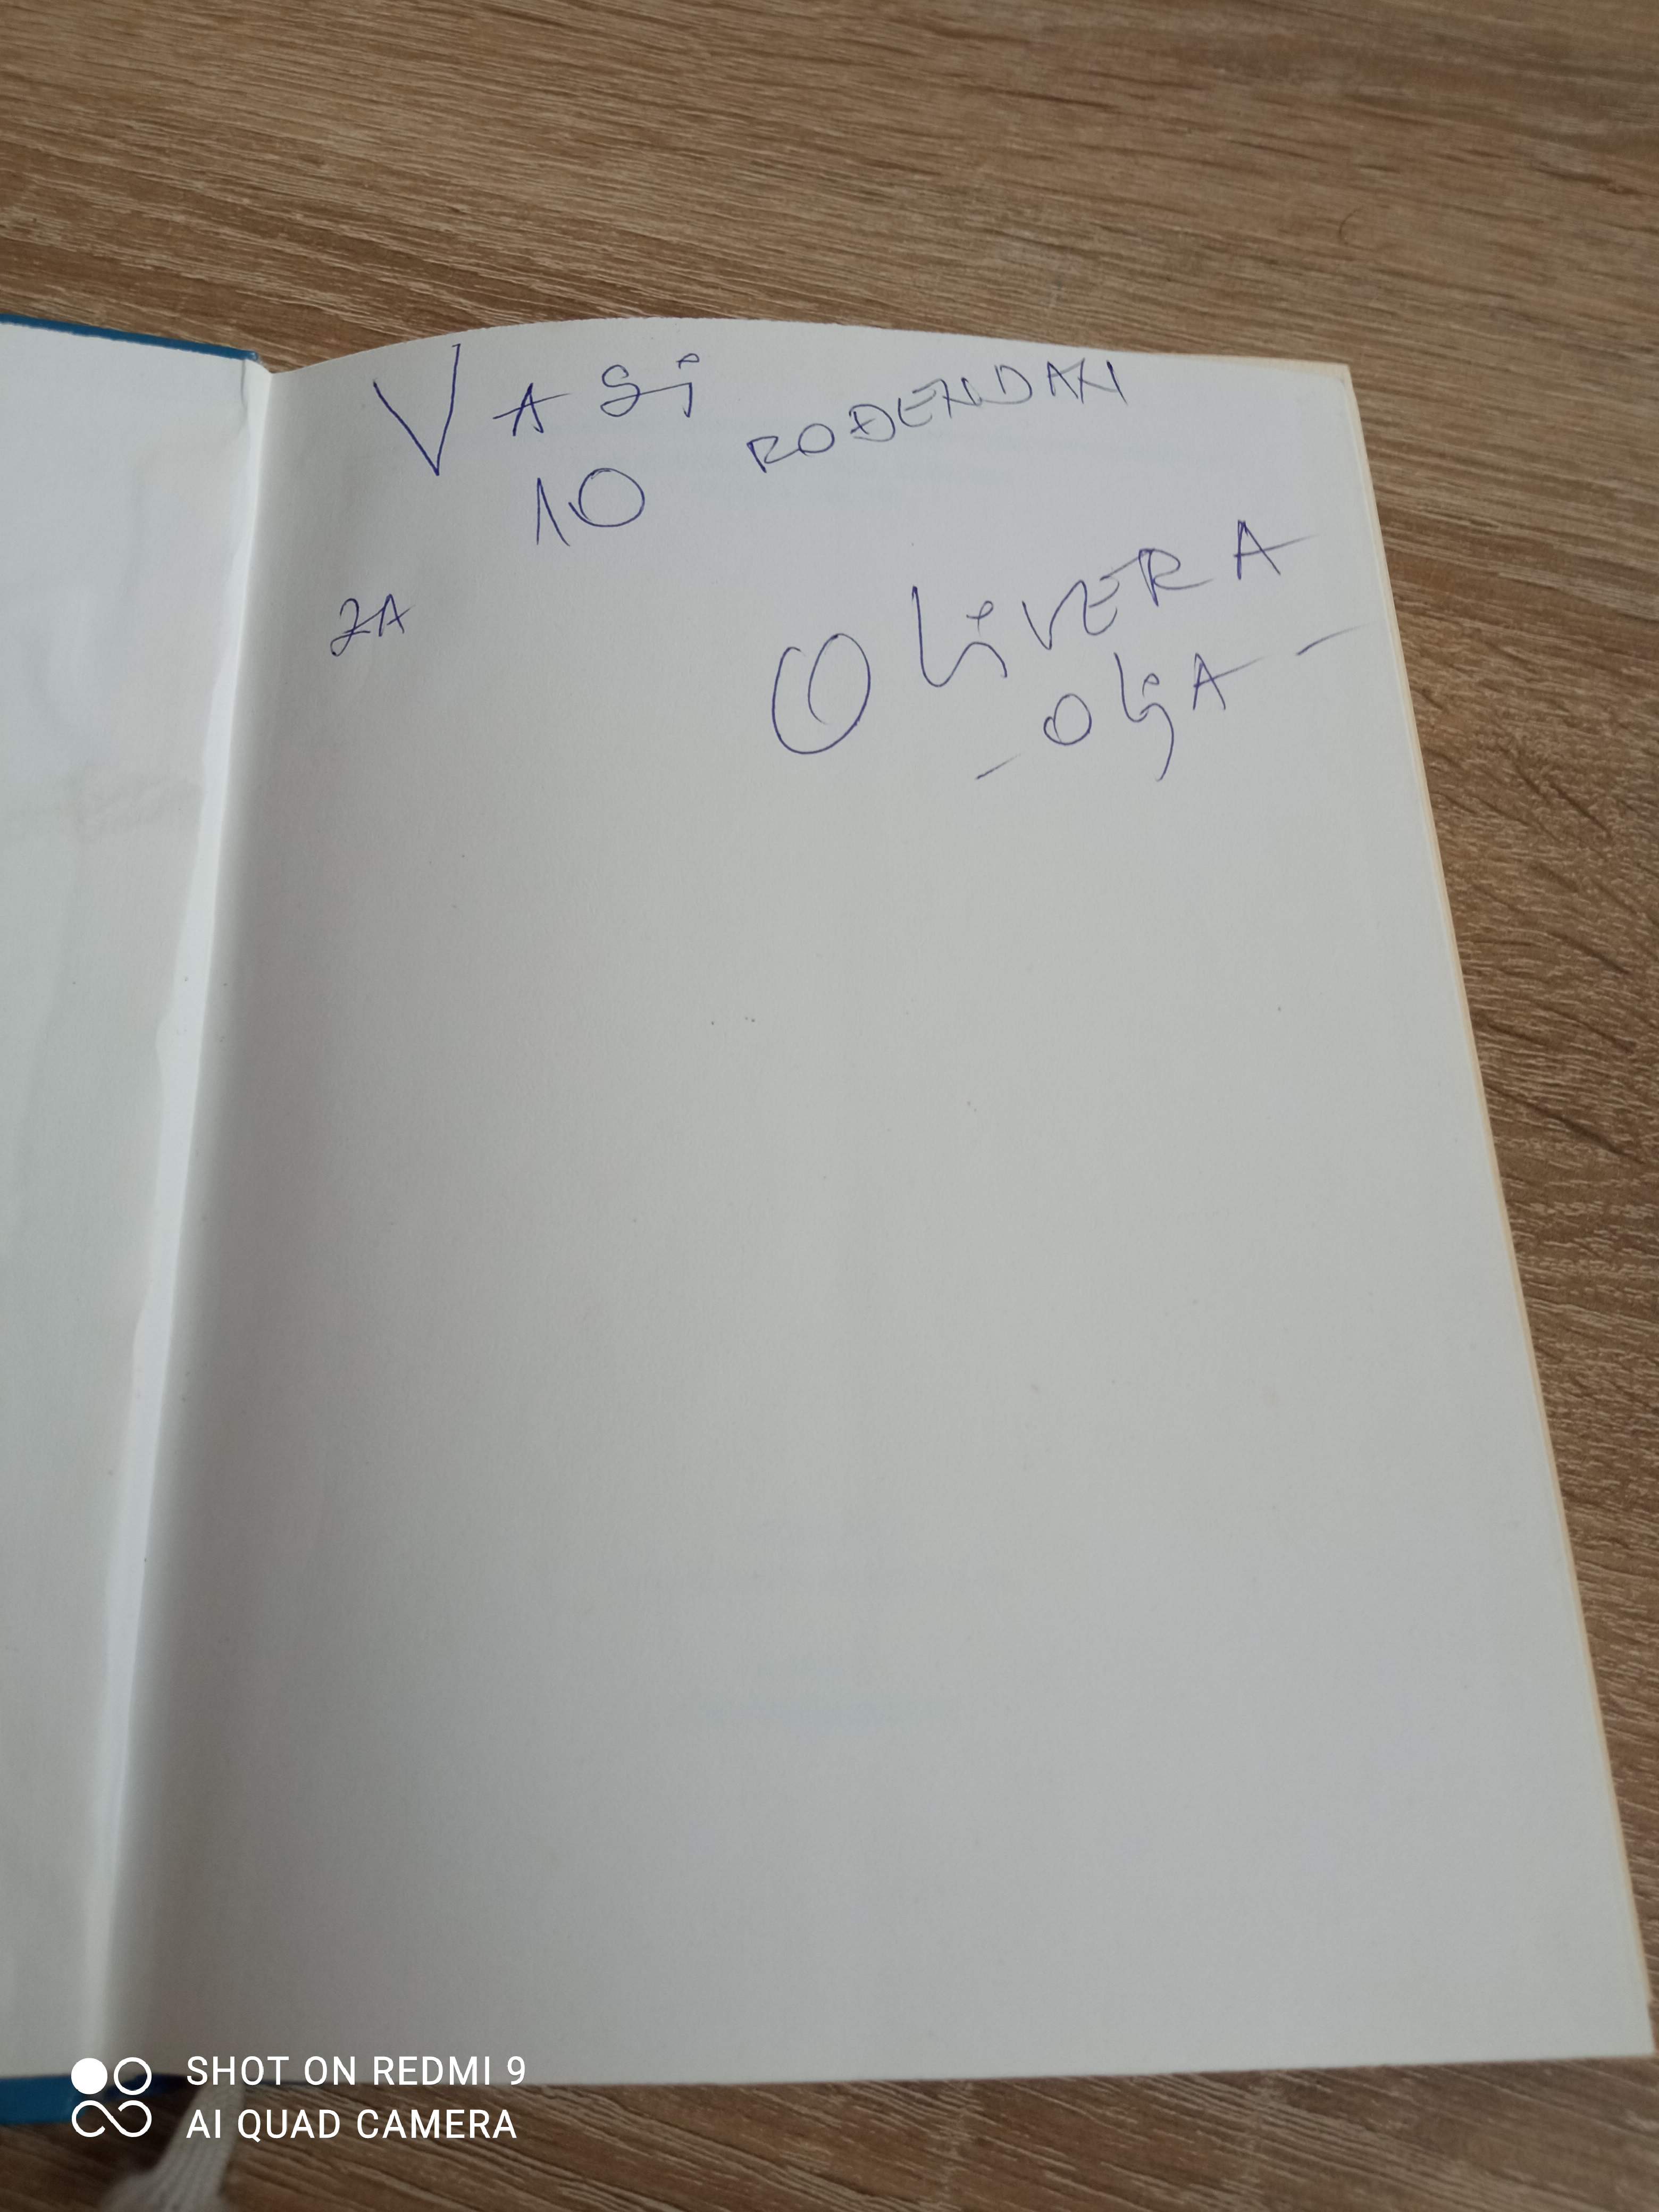 VASi
ZA 10 ROĐENDAN
OliVERA
- OljA -
SHOT ON REDMI 9
AI QUAD CAMERA